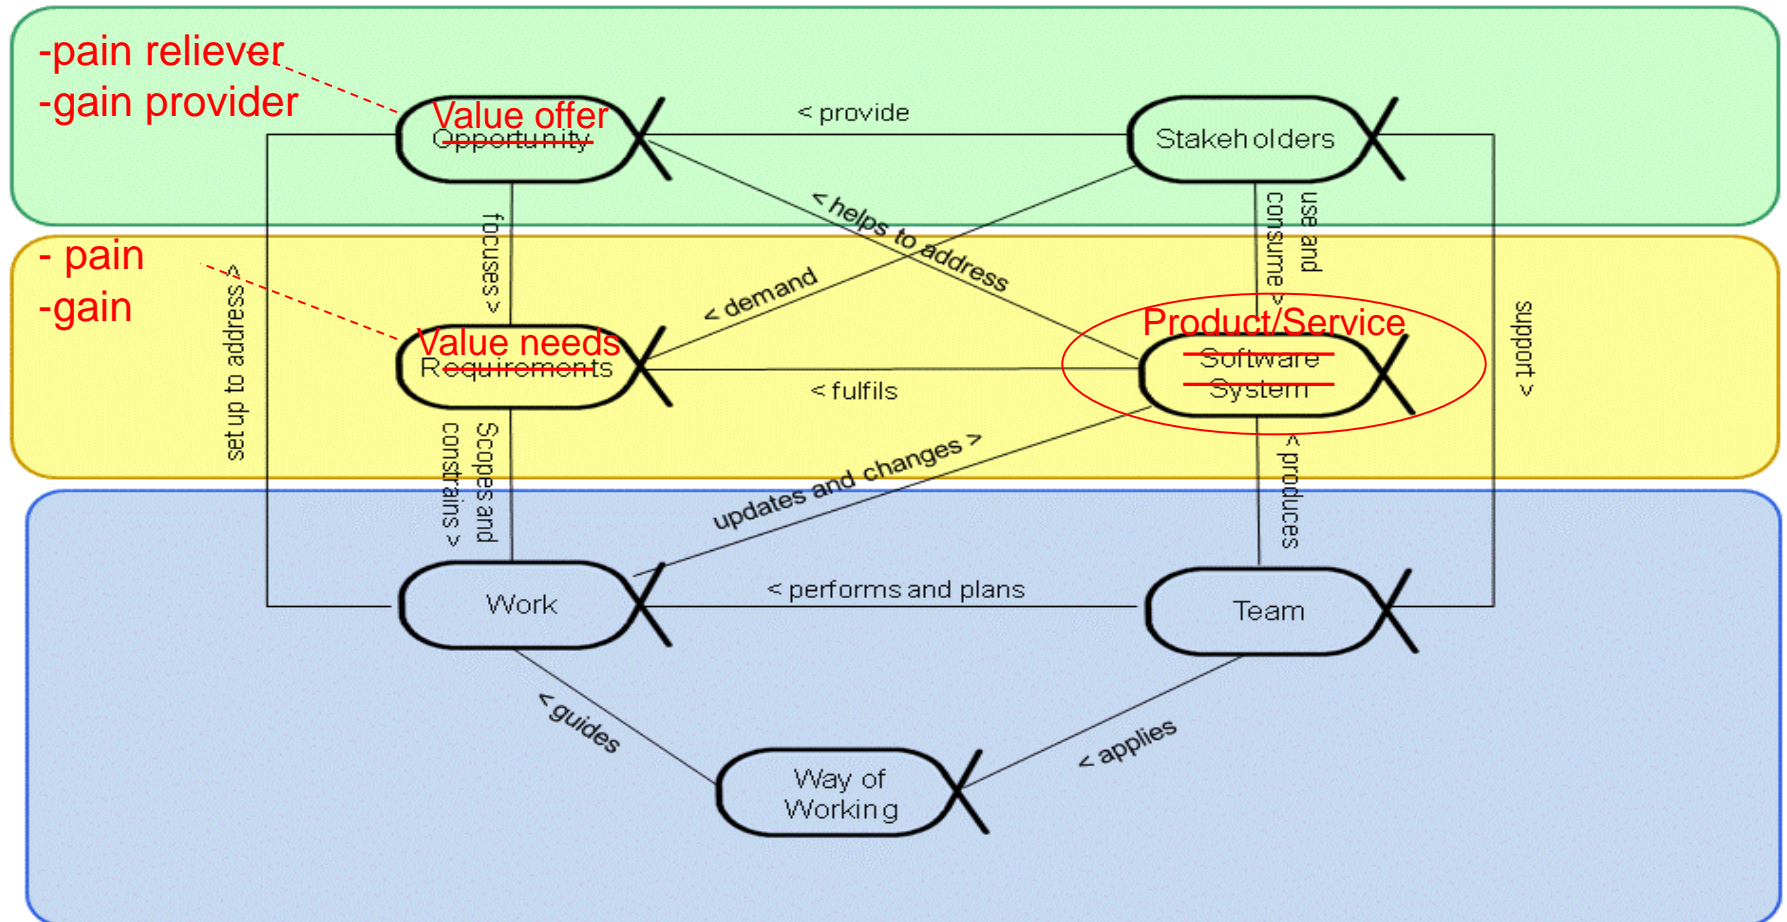 -pain reliever
-gain provider
Value offer
Opportunity
< provide
Stakeholders
focuses >
< helps to address
use and
consume >
- pain
-gain
set up to address >
< demand
support >
Value needs
Requirements
Product/Service
Software
System
< fulfils
Scopes and
constrains >
updates and changes >
< produces
Work
< performs and plans
Team
< guides
< applies
Way of
Working